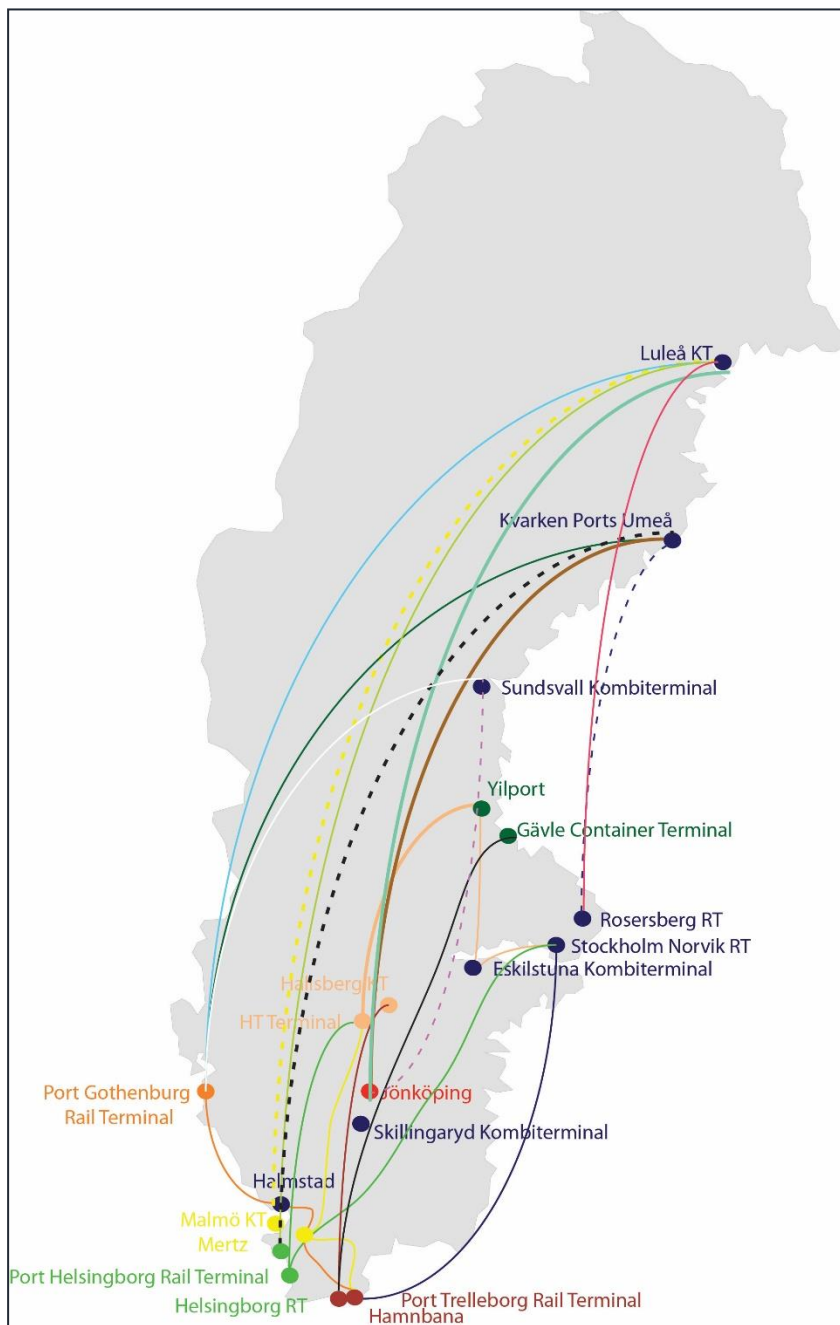 Luleå KT
Kvarken Ports Umeå
Sundsvall Kombiterminal
Yilport
Gävle Container Terminal
Rosersberg RT
Stockholm Norvik RT
Eskilstuna Kombiterminal
Hallsberg KT
HT Terminal
Port Gothenburg
Rail Terminal
Jönköping
Skillingaryd Kombiterminal
Halmstad
Malmö KT
Mertz
Port Helsingborg Rail Terminal
Helsingborg RT
Port Trelleborg Rail Terminal
Hamnbana